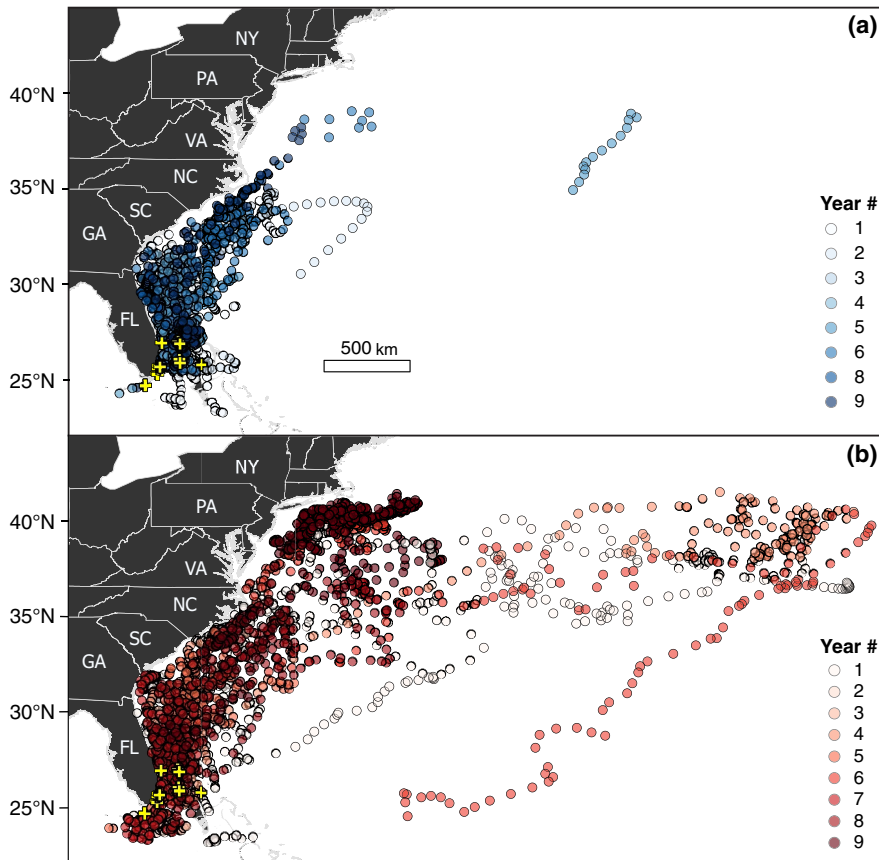 (a)
NY
PA
40°N
VA
NC
35°N
SC
GA
Year #
1
2
30°N
3
4
FL
5
500 km
6
8
25°N
9
(b)
NY
PA
40°N
VA
NC
35°N
SC
GA
Year #
1
2
30°N
3
4
FL
5
6
7
25°N
8
9